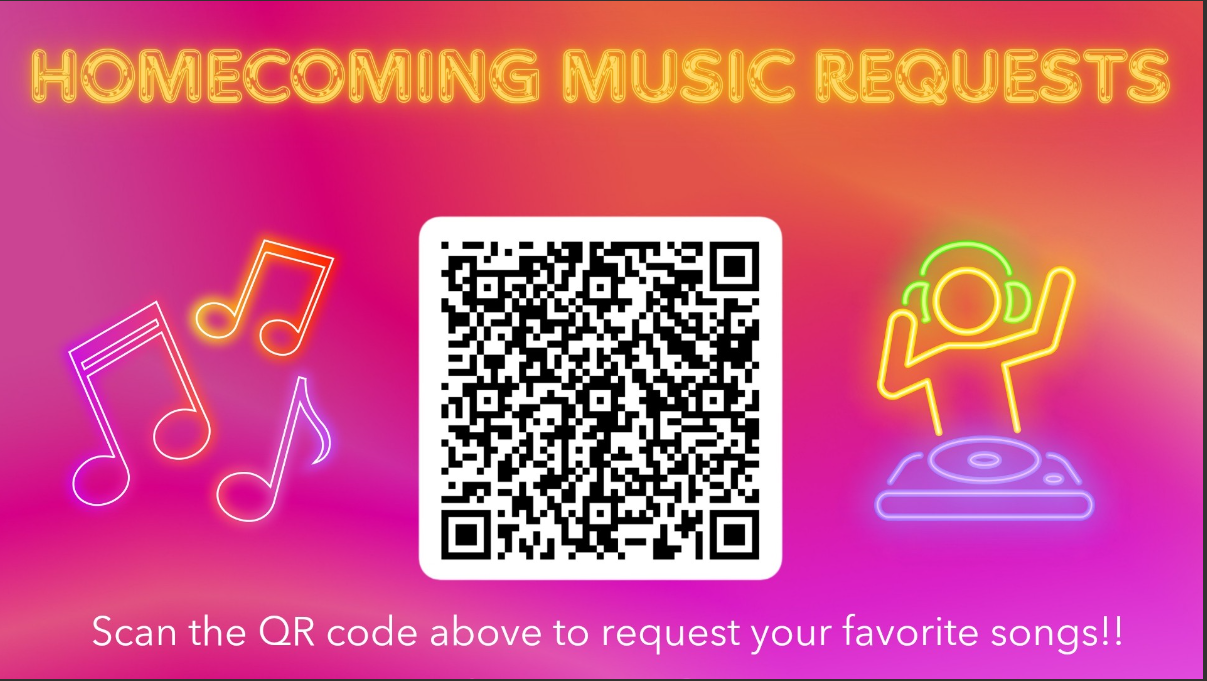 HOMECOMING MUSIC REQUESTS
Scan the QR code above to request your favorite songs!!